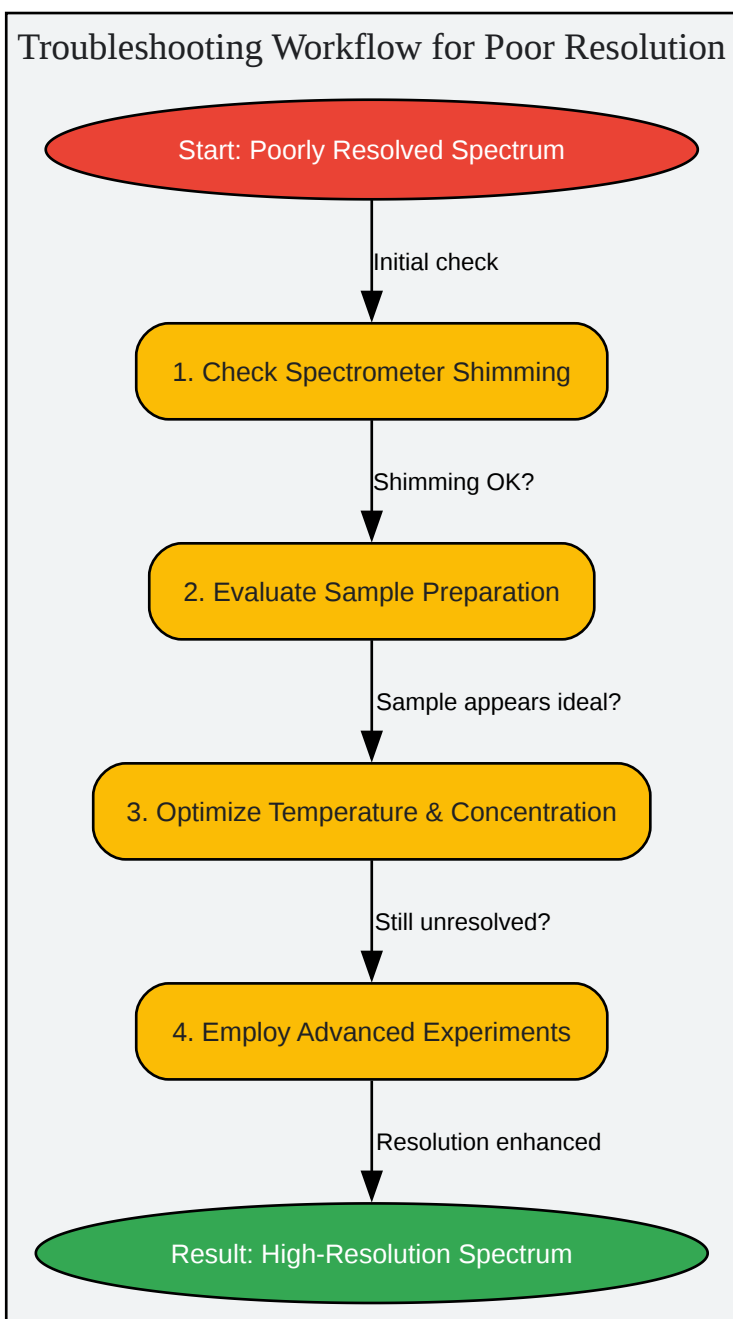 Troubleshooting Workflow for Poor Resolution
Start: Poorly Resolved Spectrum
Initial check
1. Check Spectrometer Shimming
Shimming OK?
2. Evaluate Sample Preparation
Sample appears ideal?
3. Optimize Temperature & Concentration
Still unresolved?
4. Employ Advanced Experiments
Resolution enhanced
Result: High-Resolution Spectrum